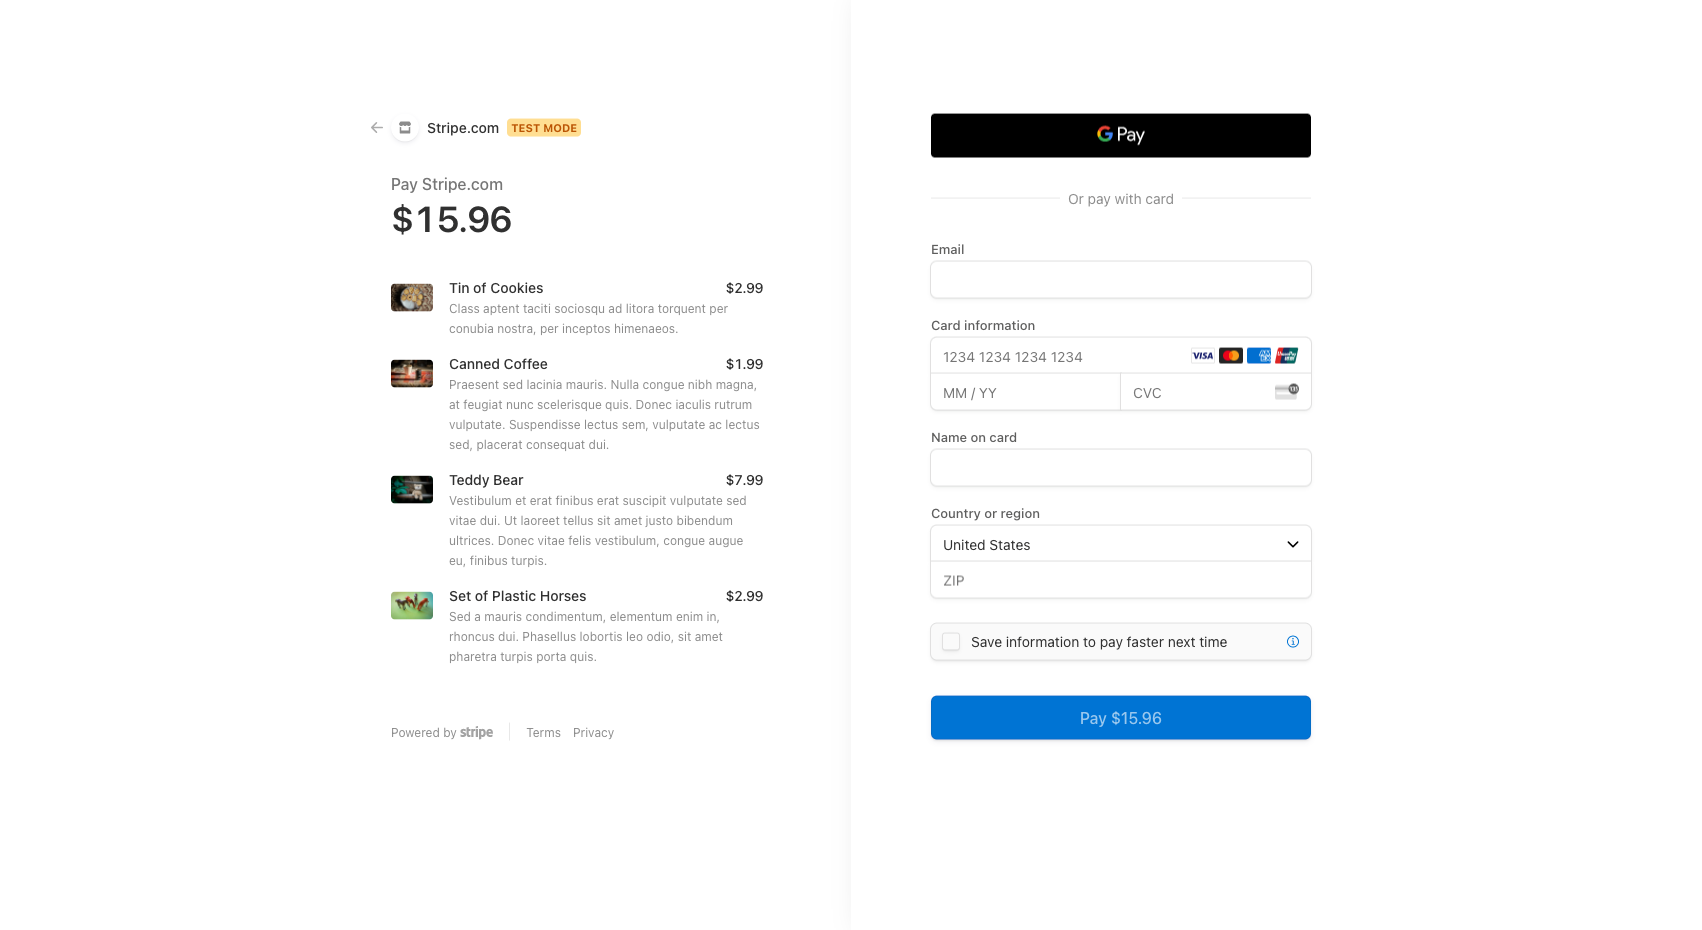 Stripe.com TEST MODE
Pay Stripe.com
$15.96
Tin of Cookies $2.99
Class aptent taciti sociosqu ad litora torquent per
conubia nostra, per inceptos himenaeos.
Canned Coffee $1.99
Praesent sed lacinia mauris. Nulla congue nibh magna,
at feugiat nunc scelerisque quis. Donec iaculis rutrum
vulputate. Suspendisse lectus sem, vulputate ac lectus
sed, placerat consequat dui.
Teddy Bear $7.99
Vestibulum et erat finibus erat suscipit vulputate sed
vitae dui. Ut laoreet tellus sit amet justo bibendum
ultrices. Donec vitae felis vestibulum, congue augue
eu, finibus turpis.
Set of Plastic Horses $2.99
Sed a mauris condimentum, elementum enim in,
rhoncus dui. Phasellus lobortis leo odio, sit amet
pharetra turpis porta quis.
Powered by stripe Terms Privacy
G Pay
Or pay with card
Email
Card information
1234 1234 1234 1234 VISA
MM / YY CVC
Name on card
Country or region
United States
ZIP
Save information to pay faster next time
Pay $15.96